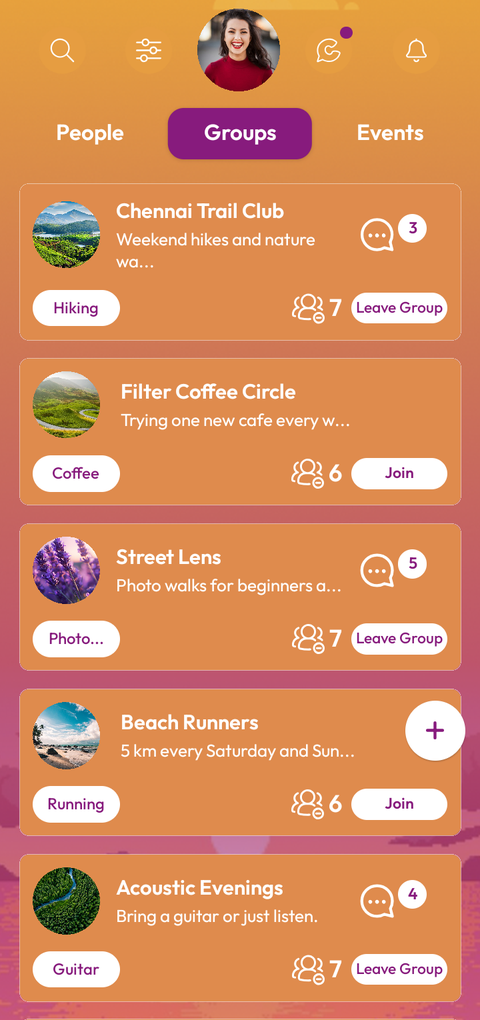 People
Groups
Events
Chennai Trail Club
Weekend hikes and nature
wa...
3
Hiking
7
Leave Group
Filter Coffee Circle
Trying one new cafe every w...
Coffee
6
Join
Street Lens
Photo walks for beginners a...
5
Photo...
7
Leave Group
Beach Runners
5 km every Saturday and Sun...
+
Running
6
Join
Acoustic Evenings
Bring a guitar or just listen.
4
Guitar
7
Leave Group